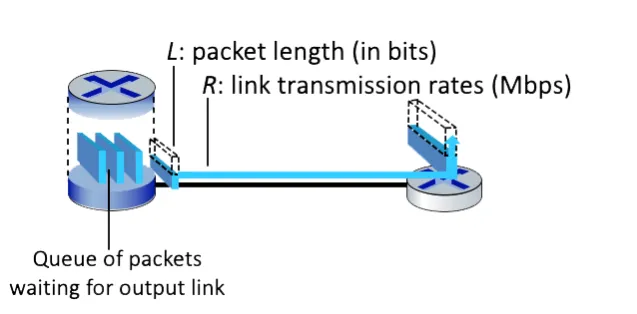 L: packet length (in bits)
R: link transmission rates (Mbps)
Queue of packets
waiting for output link